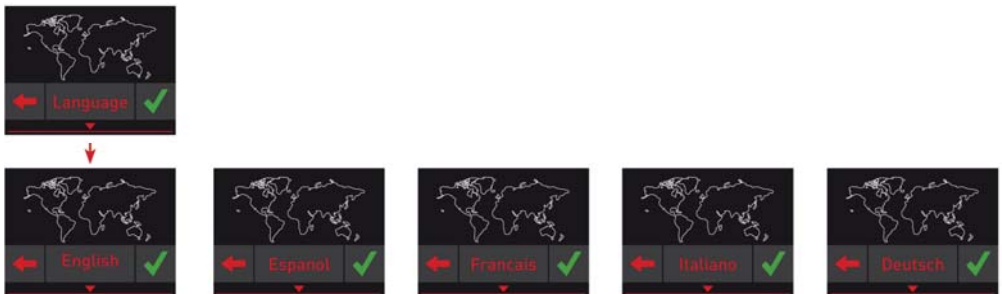 Language
English
Espanol
Francais
Italiano
Deutsch